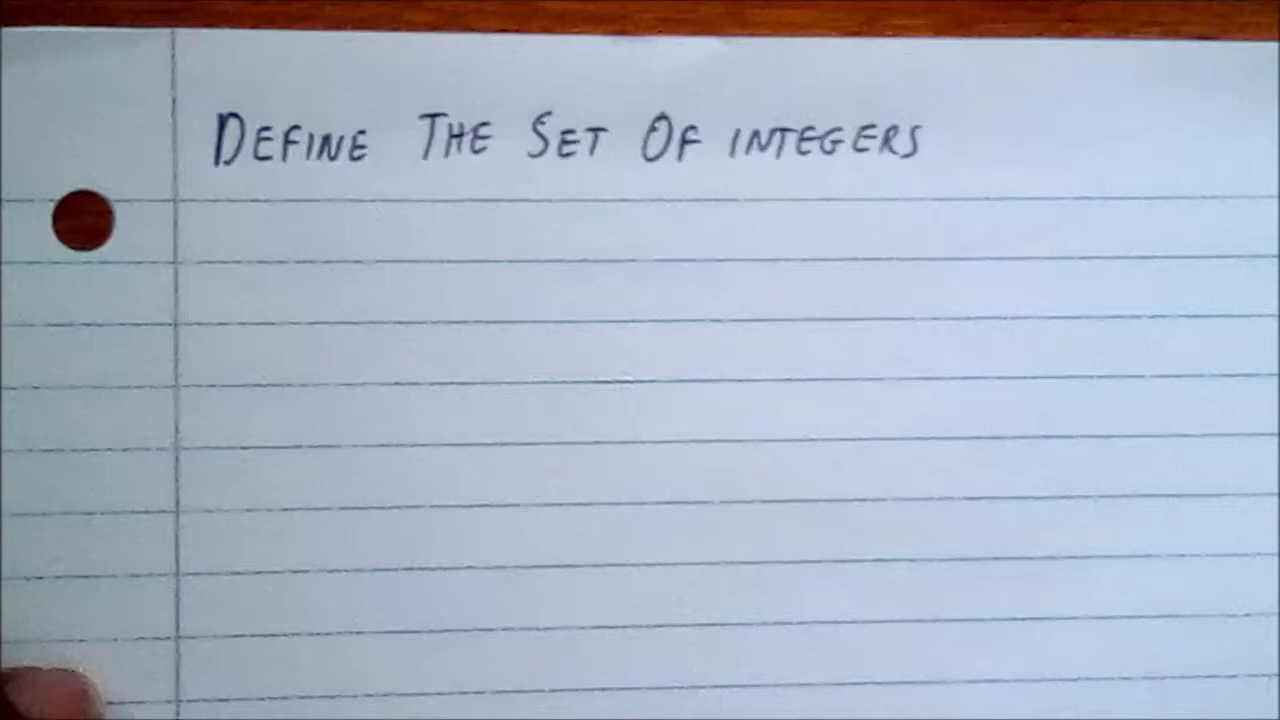 DEFINE THE SET OF INTEGERS